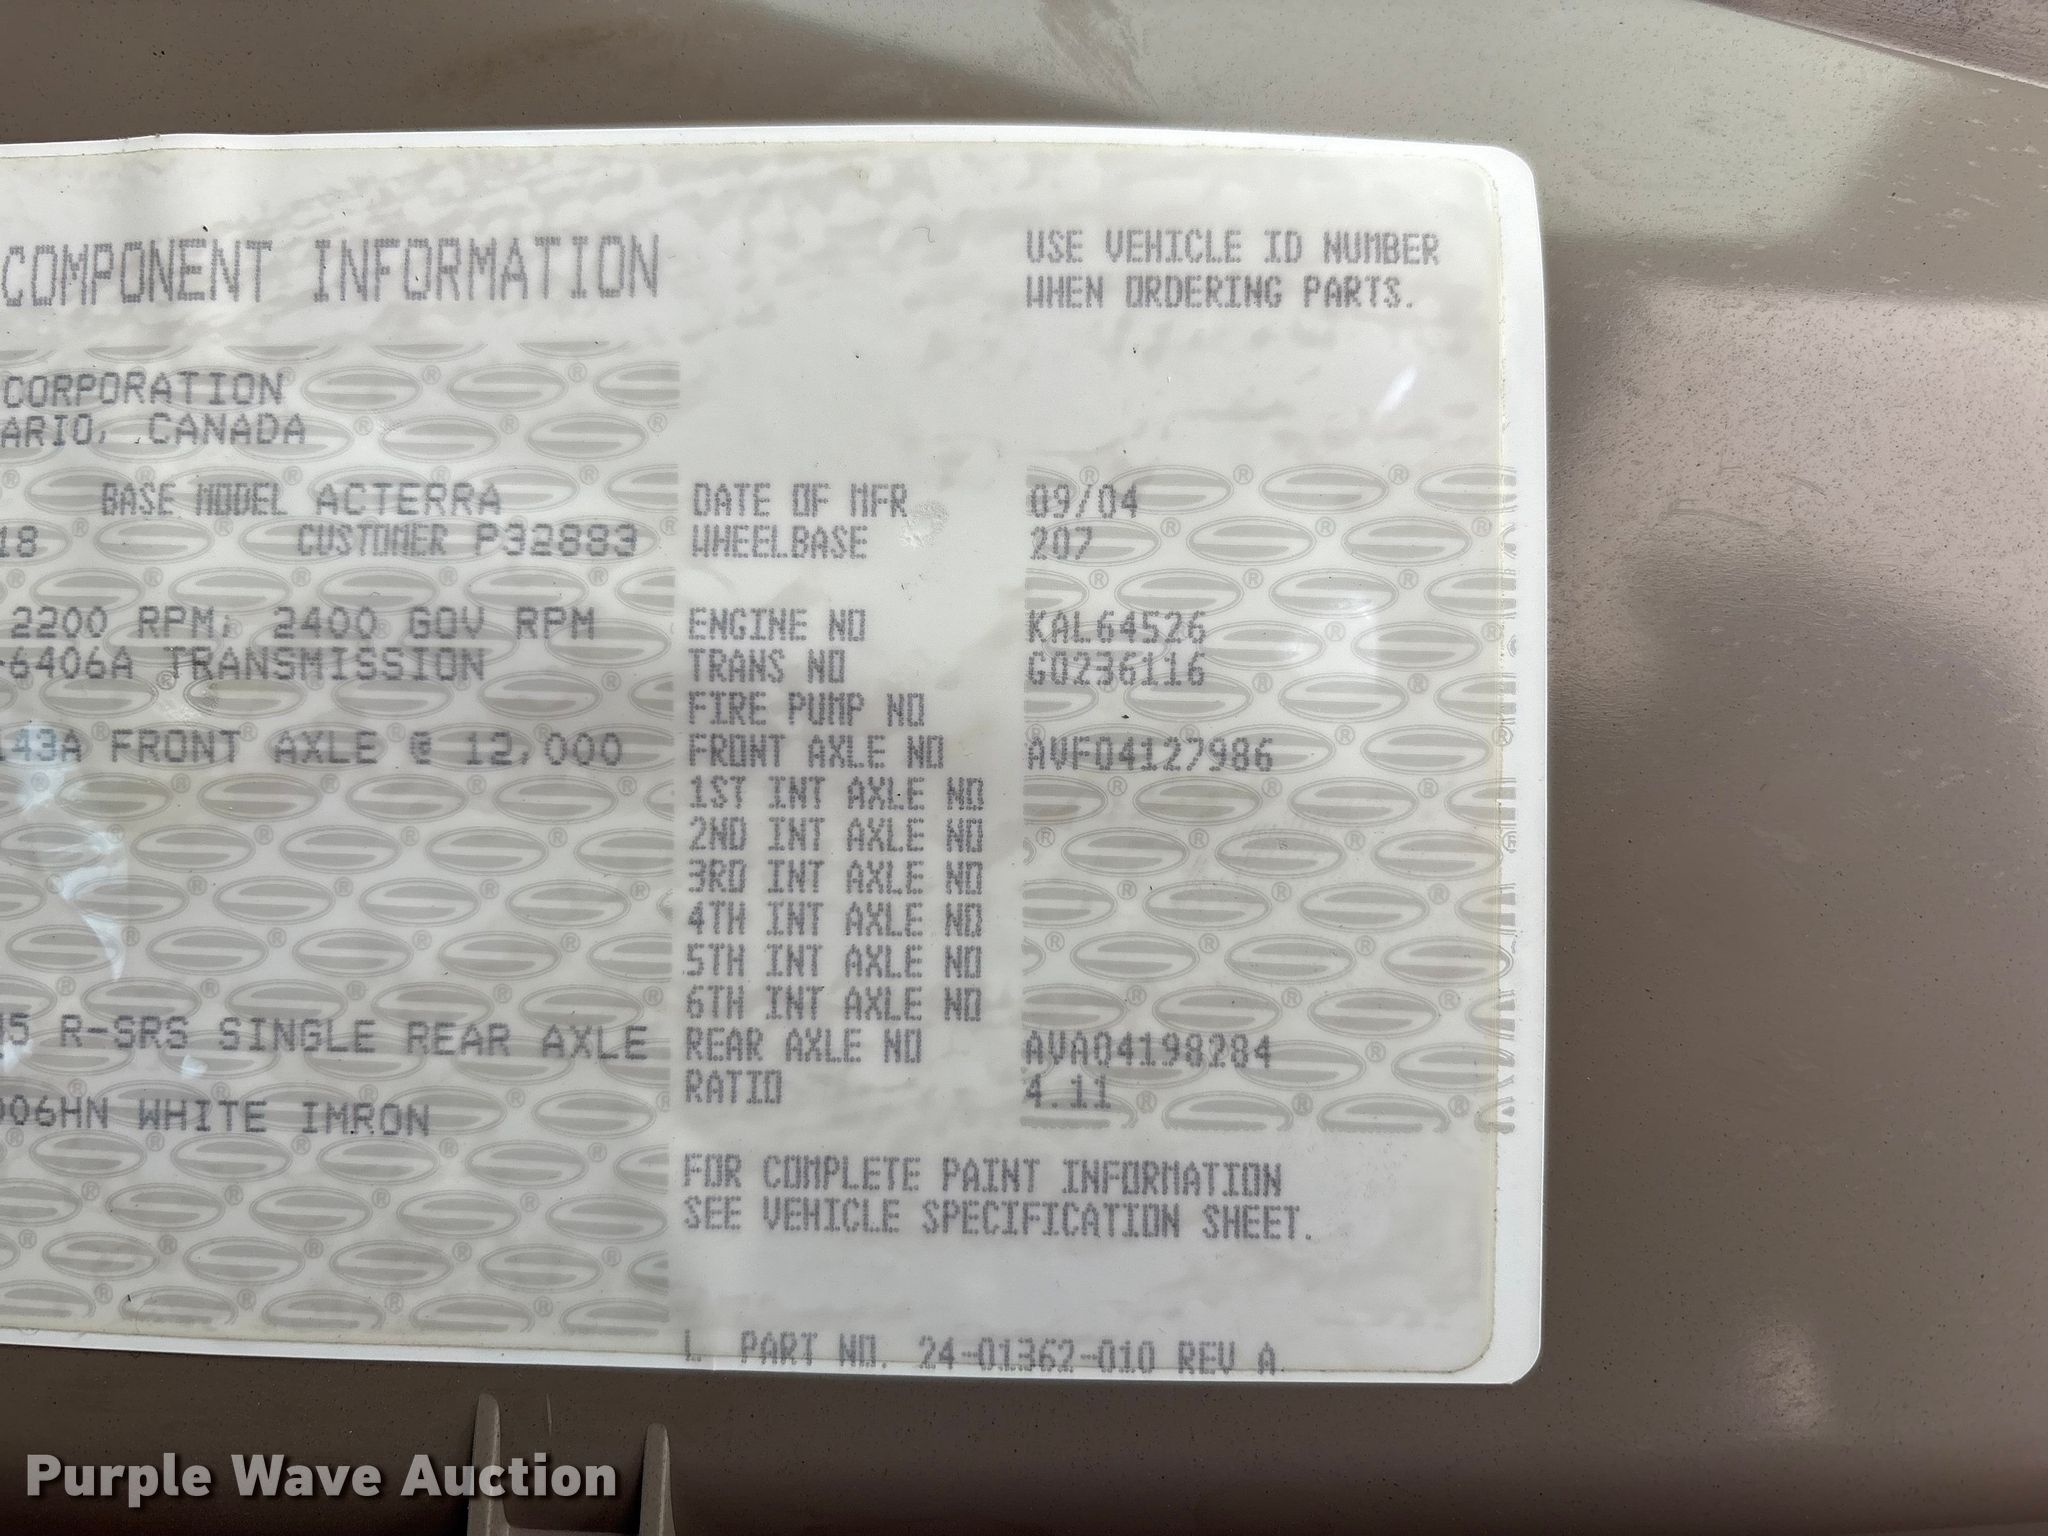 COMPONENT INFORMATION
USE VEHICLE ID NUMBER
WHEN ORDERING PARTS.
CORPORATION
ARIO, CANADA
BASE MODEL ACTERRA
18 CUSTOMER P32883
2200 RPM, 2400 GOV RPM
-6406A TRANSMISSION
143A FRONT AXLE @ 12,000
R-SRS SINGLE REAR AXLE
006HN WHITE IMRON
DATE OF MFR 09/04
WHEELBASE 207
ENGINE NO KAL64526
TRANS NO G0236116
FIRE PUMP NO
FRONT AXLE NO AVF04127986
1ST INT AXLE NO
2ND INT AXLE NO
3RD INT AXLE NO
4TH INT AXLE NO
5TH INT AXLE NO
6TH INT AXLE NO
REAR AXLE NO AVA04198284
RATIO 4.11
FOR COMPLETE PAINT INFORMATION
SEE VEHICLE SPECIFICATION SHEET.
L PART NO. 24-01362-010 REV A
Purple Wave Auction